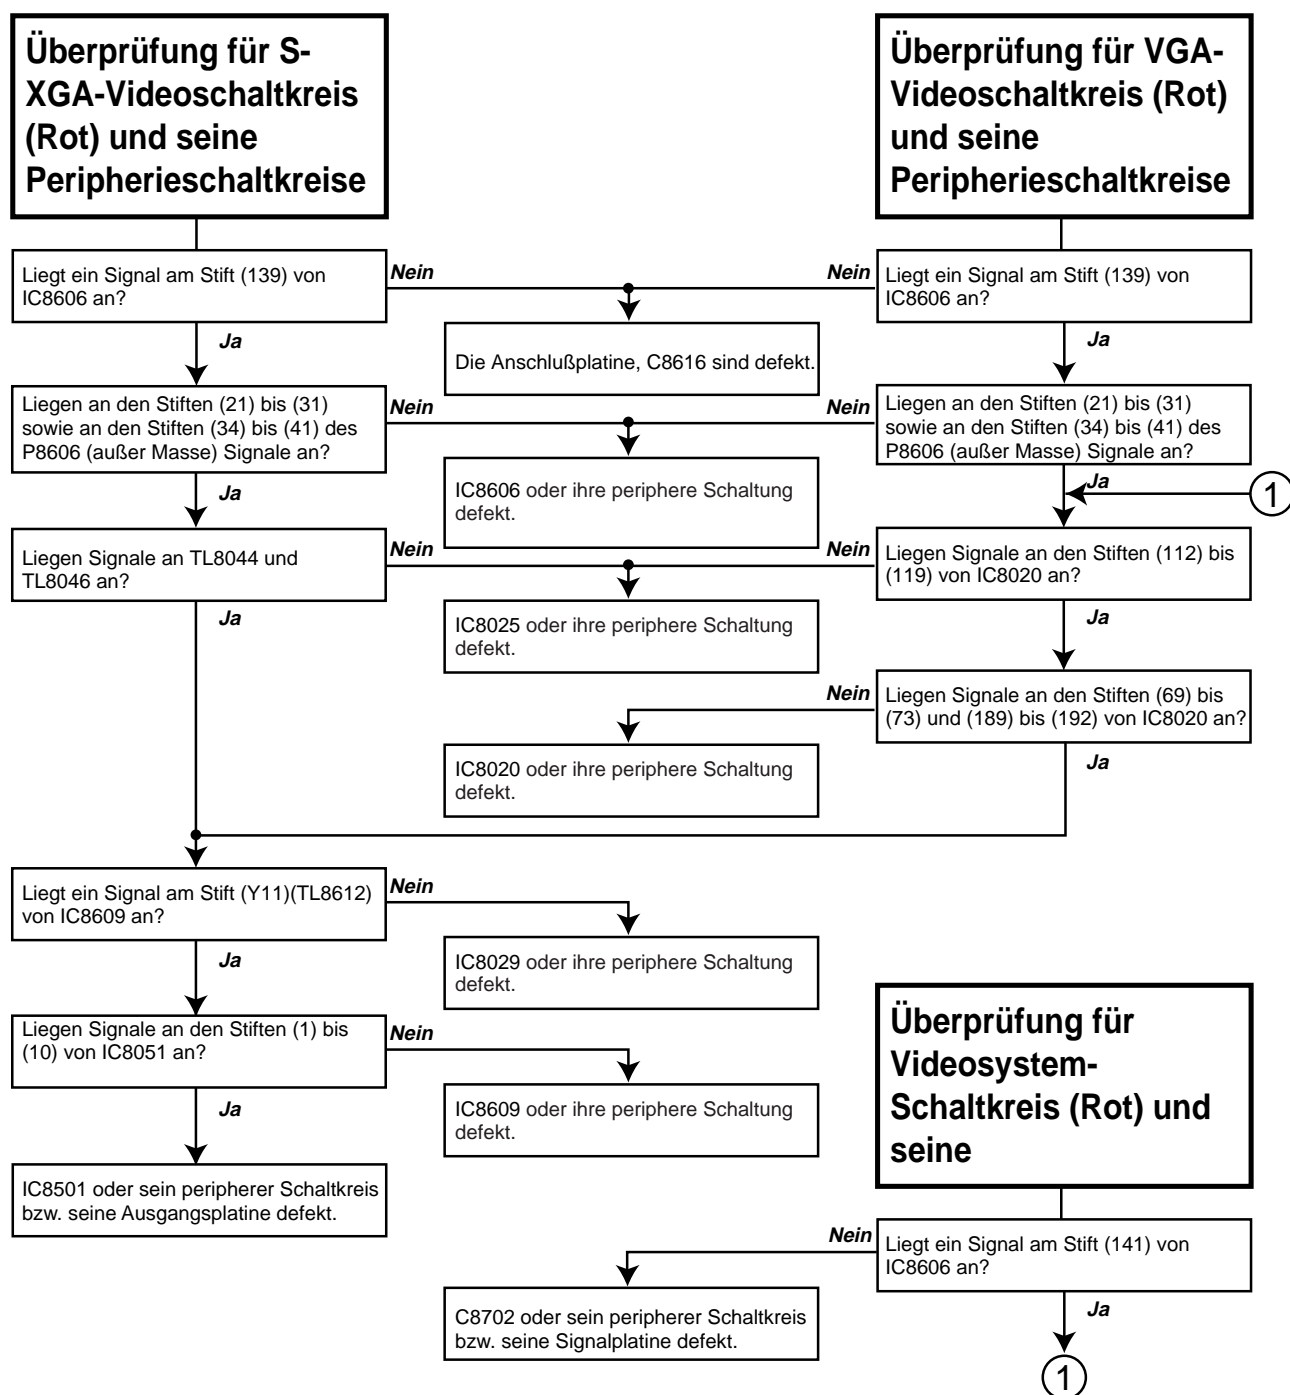 Überprüfung für S-
XGA-Videoschaltkreis
(Rot) und seine
Peripherieschaltkreise
Überprüfung für VGA-
Videoschaltkreis (Rot)
und seine
Peripherieschaltkreise
Liegt ein Signal am Stift (139) von
IC8606 an?
Nein
Nein
Liegt ein Signal am Stift (139) von
IC8606 an?
Ja
Die Anschlußplatine, C8616 sind defekt.
Ja
Liegen an den Stiften (21) bis (31)
sowie an den Stiften (34) bis (41) des
P8606 (außer Masse) Signale an?
Nein
Nein
Liegen an den Stiften (21) bis (31)
sowie an den Stiften (34) bis (41) des
P8606 (außer Masse) Signale an?
Ja
IC8606 oder ihre periphere Schaltung
defekt.
Ja
1
Liegen Signale an TL8044 und
TL8046 an?
Nein
Nein
Liegen Signale an den Stiften (112) bis
(119) von IC8020 an?
Ja
IC8025 oder ihre periphere Schaltung
defekt.
Ja
Nein
Liegen Signale an den Stiften (69) bis
(73) und (189) bis (192) von IC8020 an?
IC8020 oder ihre periphere Schaltung
defekt.
Ja
Liegt ein Signal am Stift (Y11)(TL8612)
von IC8609 an?
Nein
Ja
IC8029 oder ihre periphere Schaltung
defekt.
Liegen Signale an den Stiften (1) bis
(10) von IC8051 an?
Nein
Ja
IC8609 oder ihre periphere Schaltung
defekt.
IC8501 oder sein peripherer Schaltkreis
bzw. seine Ausgangsplatine defekt.
Überprüfung für
Videosystem-
Schaltkreis (Rot) und
seine
Nein
Liegt ein Signal am Stift (141) von
IC8606 an?
C8702 oder sein peripherer Schaltkreis
bzw. seine Signalplatine defekt.
Ja
1